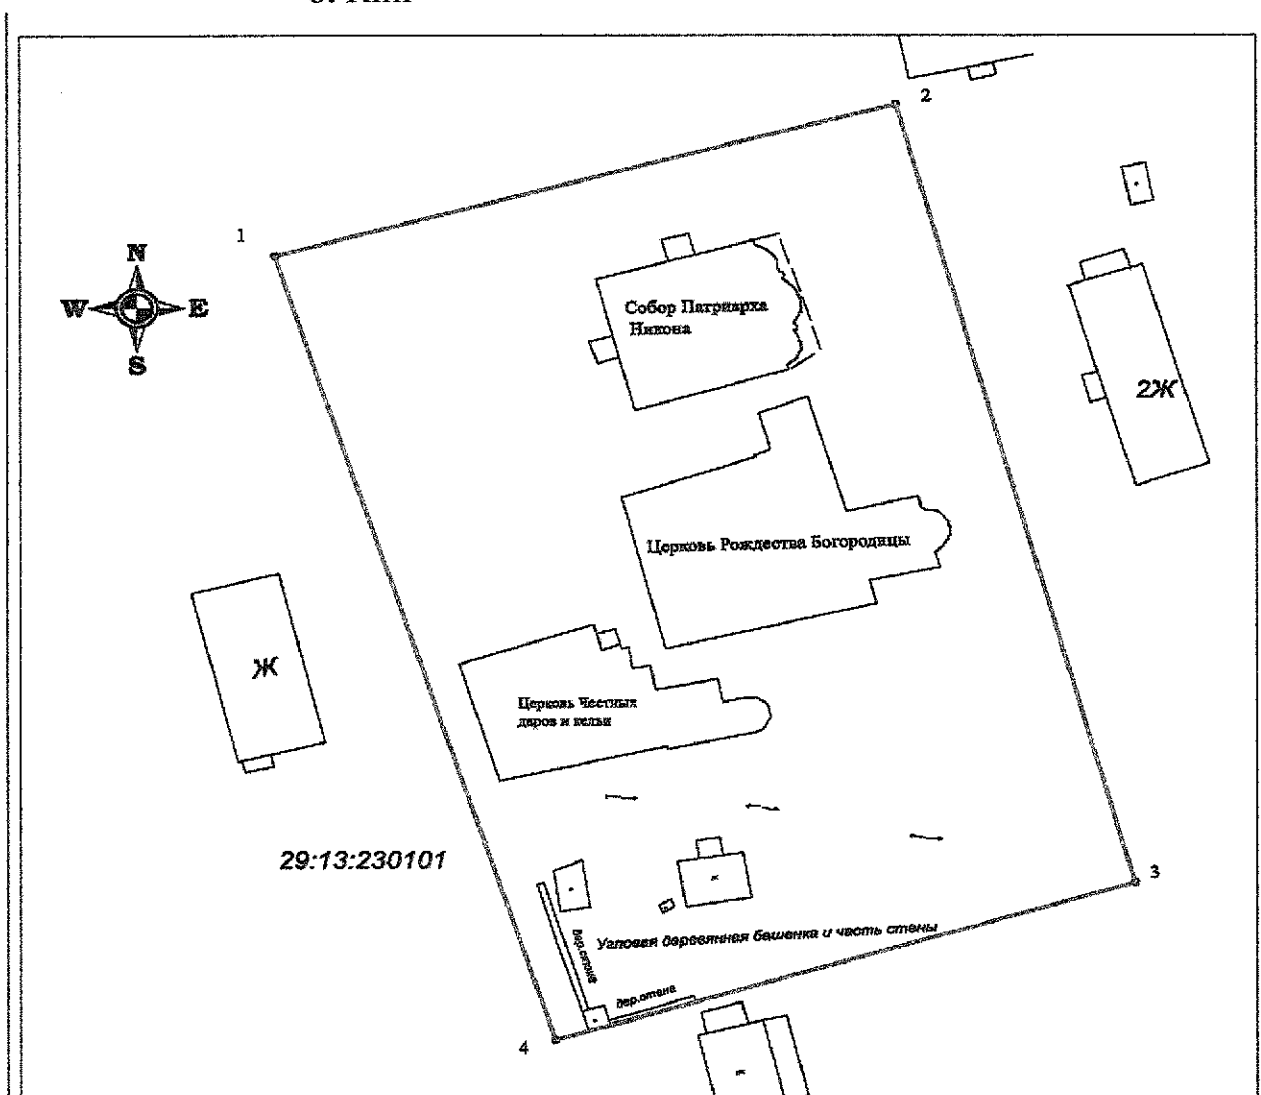 2
1
N
W E
S
Собор Патриарха
Никона
2Ж
Церковь Рождества Богородицы
Ж
Церковь Честных
даров и кельи
29:13:230101
3
ж
Угловая деревянная башенка и часть стены
дер.стена
дер.стена
4
ж